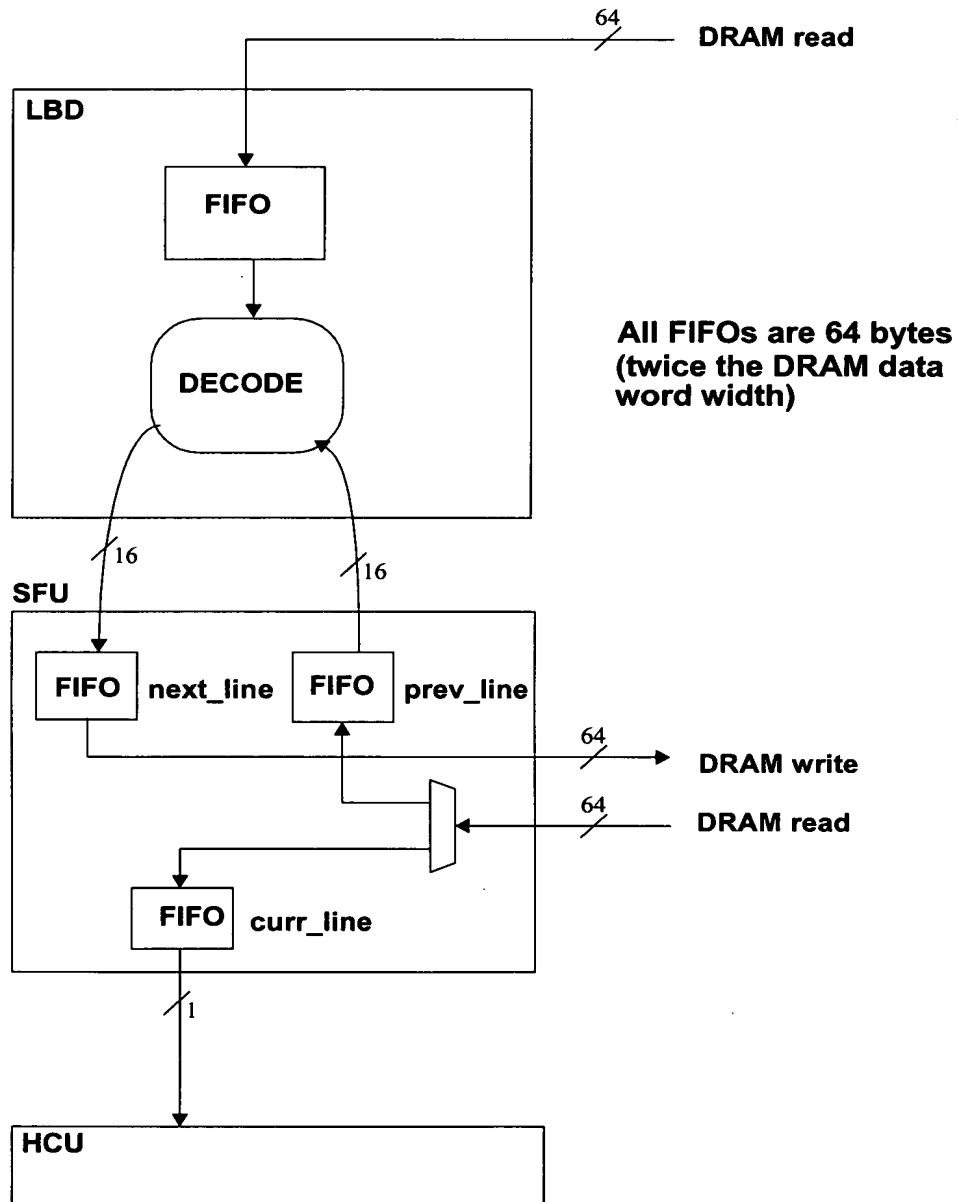 64
DRAM read
LBD
FIFO
DECODE
All FIFOs are 64 bytes
(twice the DRAM data
word width)
16
16
SFU
FIFO
next_line
FIFO
prev_line
64
DRAM write
64
DRAM read
FIFO
curr_line
1
HCU